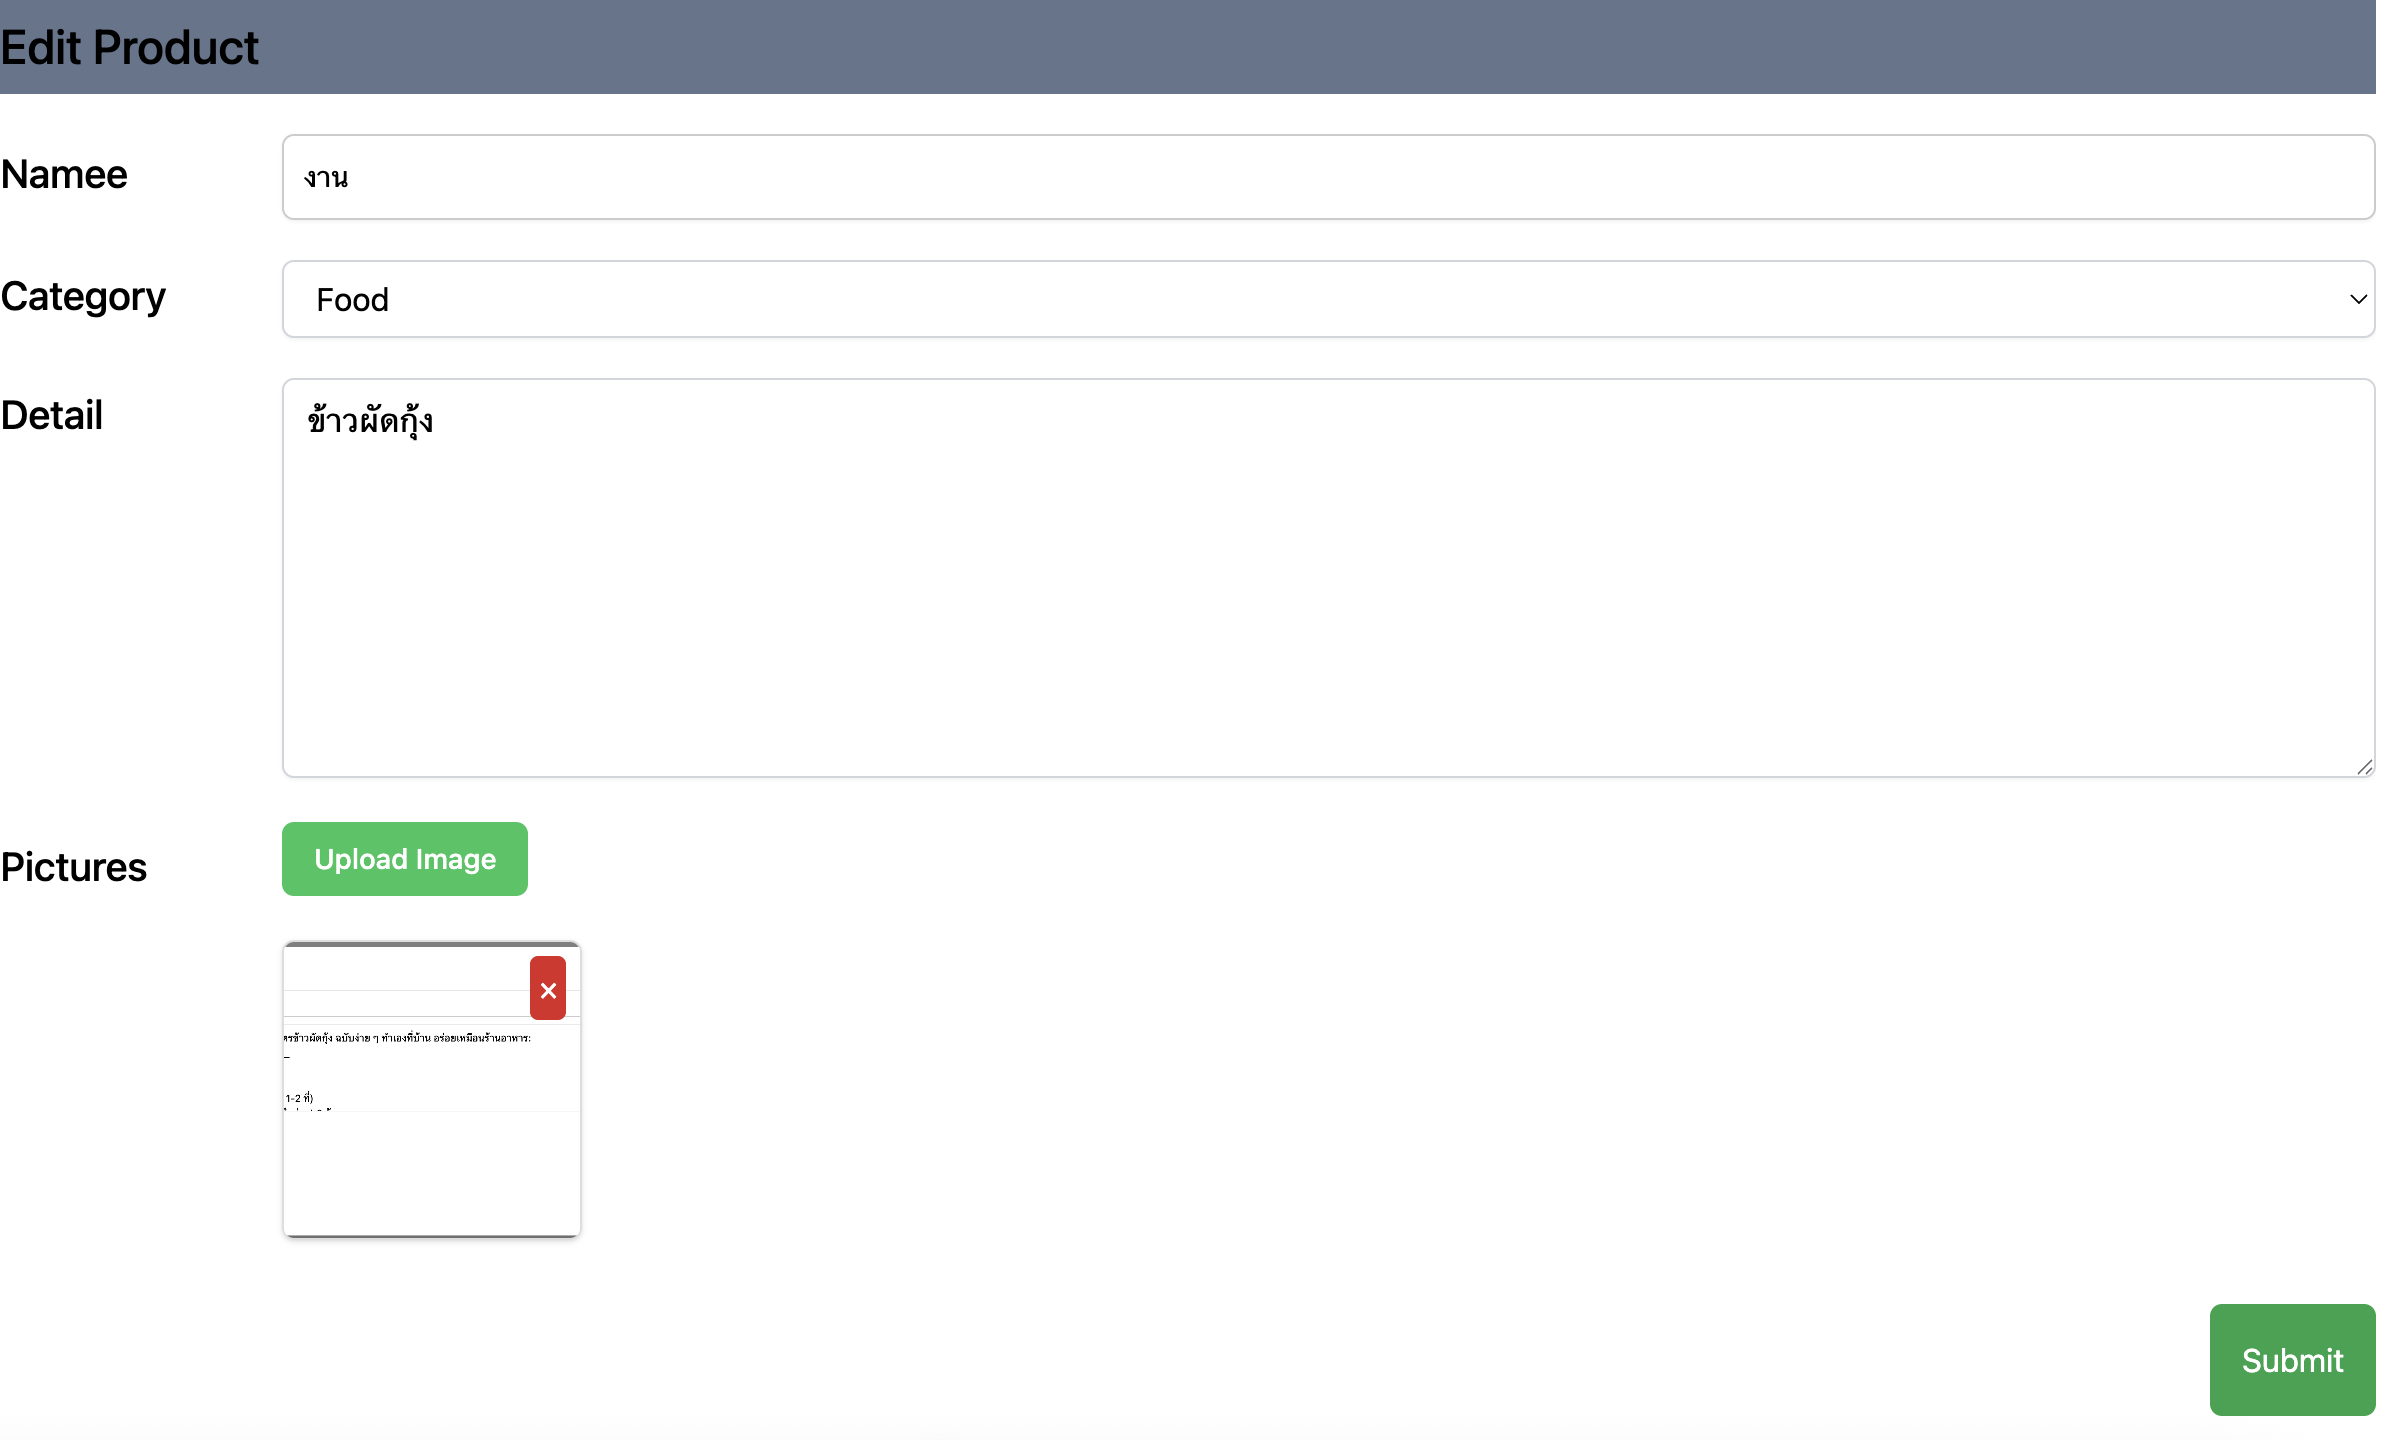 Edit Product
Namee
งาน
Category
Food
Detail
ข้าวผัดกุ้ง
Pictures
Upload Image
×
ข้าวผัดกุ้ง ฉบับง่าย ๆ ทำเองที่บ้าน อร่อยเหมือนร้านอาหาร:
1-2 ที่)
Submit